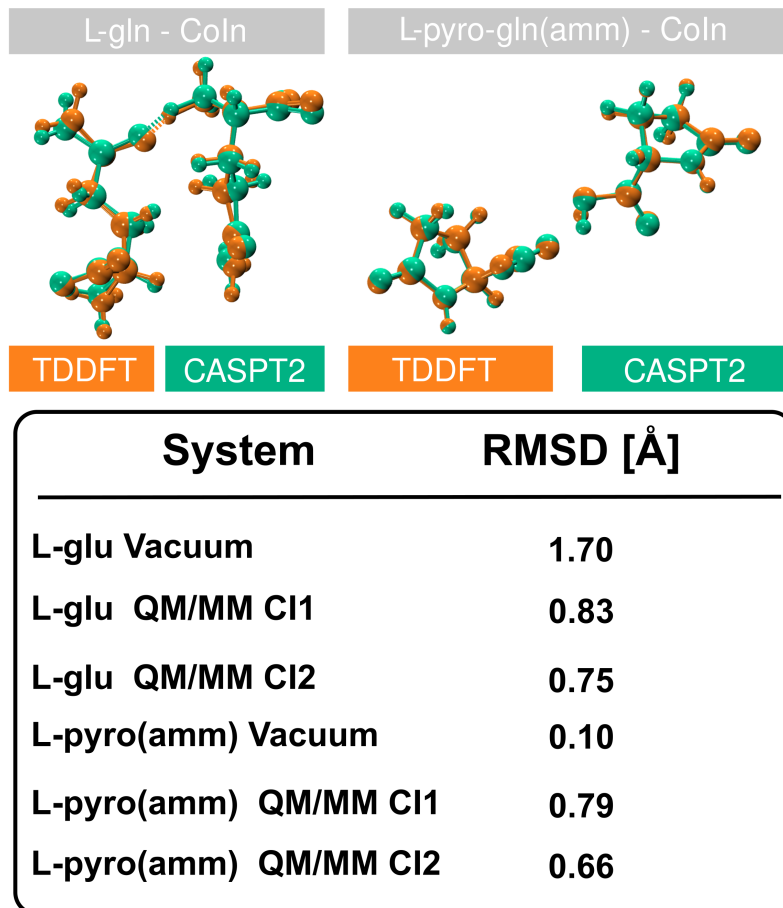 L-gln - CoIn
L-pyro-gln(amm) - CoIn
TDDFT
CASPT2
TDDFT
CASPT2
System RMSD [Å]
L-glu Vacuum 1.70
L-glu QM/MM CI1 0.83
L-glu QM/MM CI2 0.75
L-pyro(amm) Vacuum 0.10
L-pyro(amm) QM/MM CI1 0.79
L-pyro(amm) QM/MM CI2 0.66